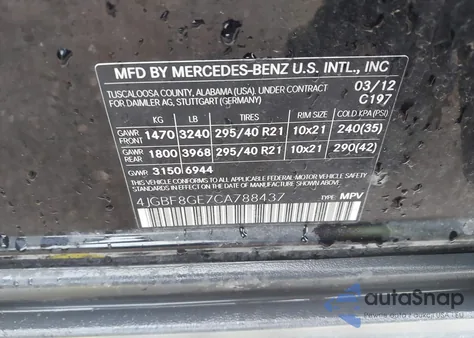 MFD BY MERCEDES-BENZ U.S. INTL., INC
TUSCALOOSA COUNTY, ALABAMA (USA), UNDER CONTRACT 03/12
FOR DAIMLER AG, STUTTGART (GERMANY) C197
KG LB TIRE SIZE RIM SIZE COLD KPA(PSI)
GAWR FRONT 1470 3240 295/40 R21 10x21 240(35)
GAWR REAR 1800 3968 295/40 R21 10x21 290(42)
GVWR 3150 6944
THIS VEHICLE CONFORMS TO ALL APPLICABLE FEDERAL MOTOR VEHICLE SAFETY STANDARDS IN EFFECT ON THE DATE OF MANUFACTURE SHOWN ABOVE.
4JGBF8GE7CA788437 TYPE: MPV
autoSnap